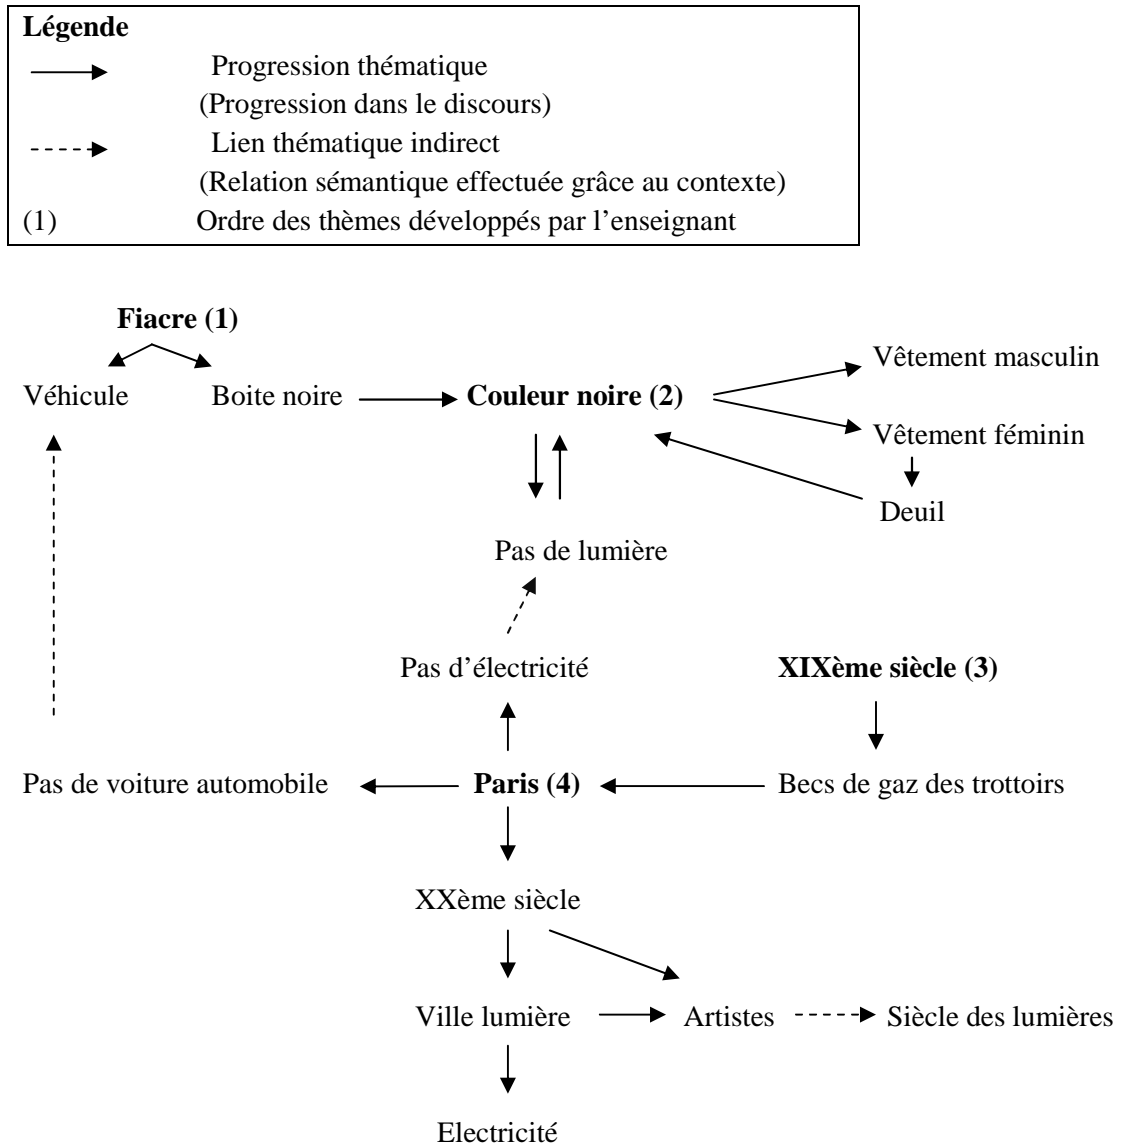 Légende
Progression thématique
(Progression dans le discours)
Lien thématique indirect
(Relation sémantique effectuée grâce au contexte)
(1) Ordre des thèmes développés par l’enseignant
Fiacre (1)
Vêtement masculin
Véhicule Boite noire Couleur noire (2)
Vêtement féminin
Deuil
Pas de lumière
Pas d’électricité XIXème siècle (3)
Pas de voiture automobile Paris (4) Becs de gaz des trottoirs
XXème siècle
Ville lumière Artistes Siècle des lumières
Electricité